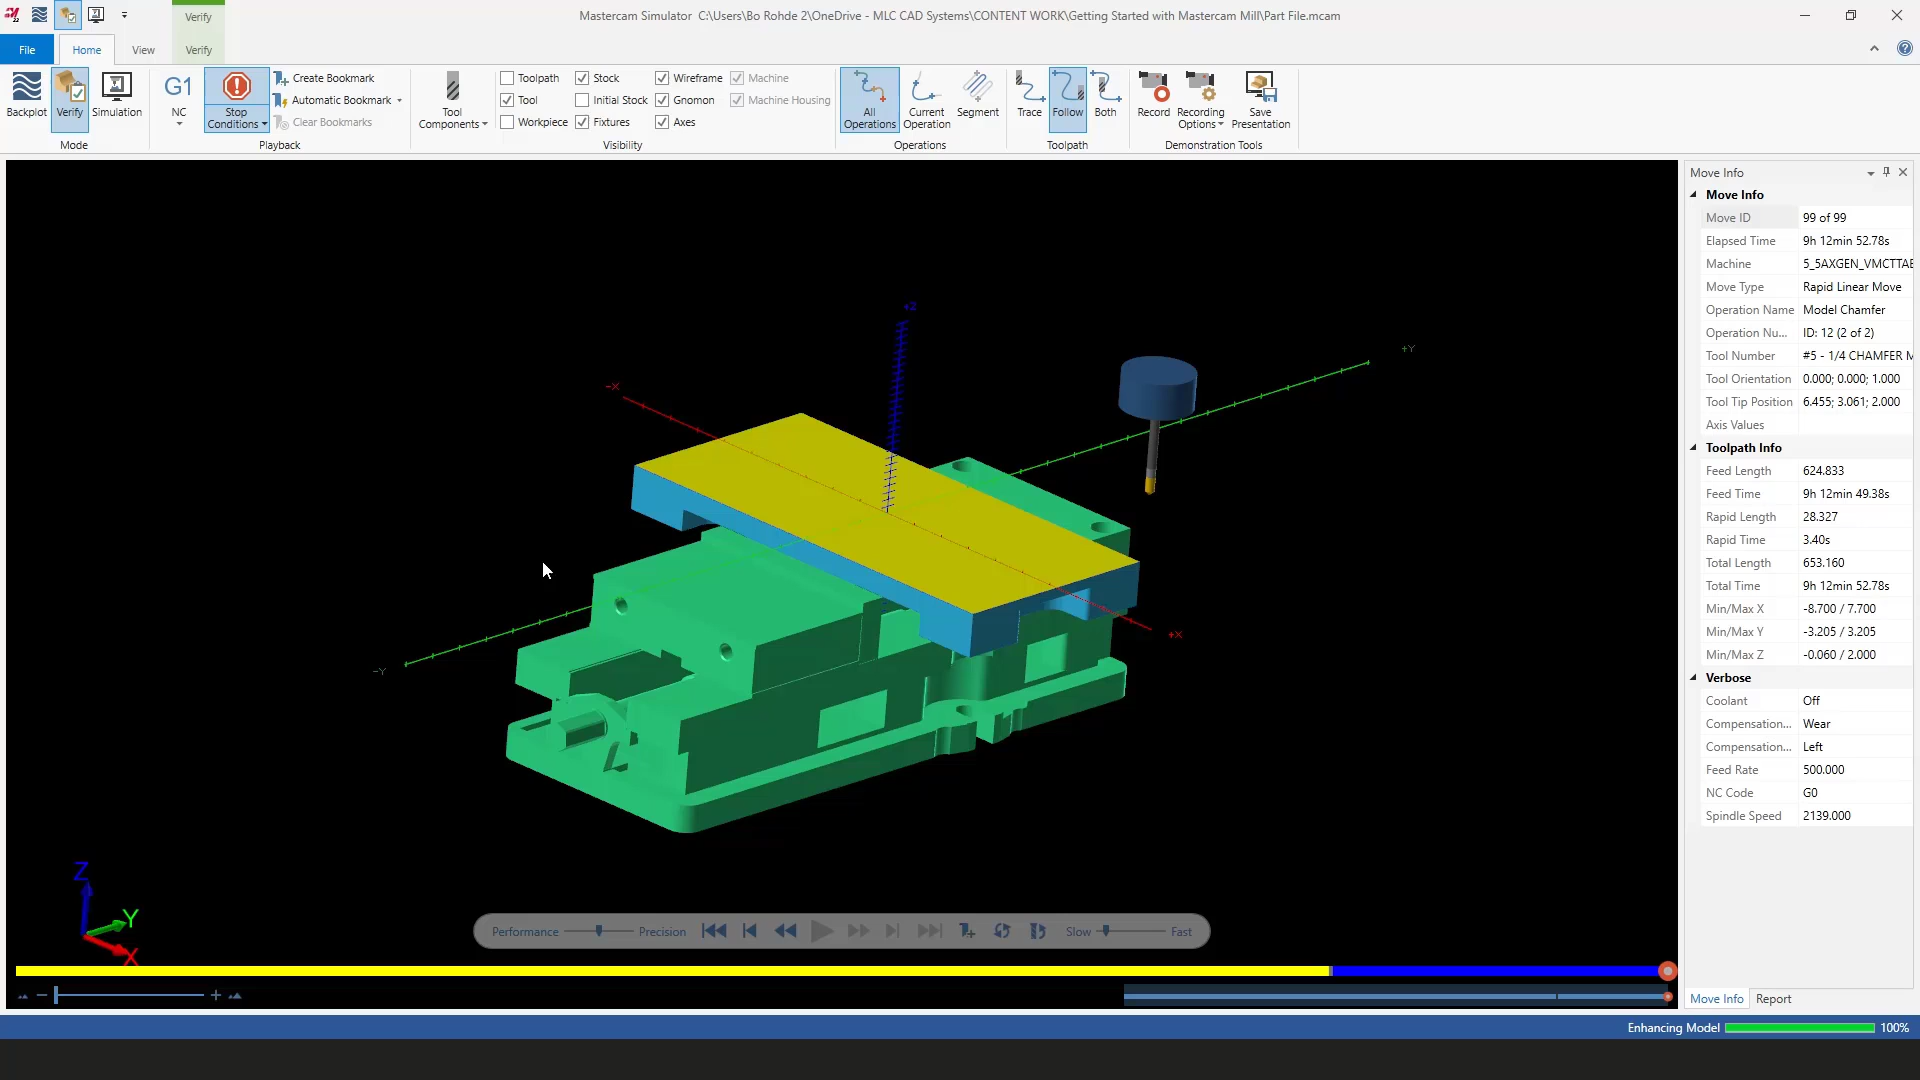 Verify
Mastercam Simulator C:\Users\Bo Rohde 2\OneDrive - MLC CAD Systems\CONTENT WORK\Getting Started with Mastercam Mill\Part File.mcam
File
Home
View
Verify
Backplot
Verify
Simulation
Mode
G1
NC
Stop Conditions
Create Bookmark
Automatic Bookmark
Clear Bookmarks
Playback
Tool Components
Toolpath
Stock
Wireframe
Machine
Tool
Initial Stock
Gnomon
Machine Housing
Workpiece
Fixtures
Axes
Visibility
All Operations
Current Operation
Segment
Operations
Trace
Follow
Both
Toolpath
Record
Recording Options
Save Presentation
Demonstration Tools
+Z
+Y
-X
+X
-Y
Z
Y
X
Performance
Precision
Slow
Fast
Move Info
Move Info
Move ID 99 of 99
Elapsed Time 9h 12min 52.78s
Machine 5_5AXGEN_VMCTTAB
Move Type Rapid Linear Move
Operation Name Model Chamfer
Operation Nu... ID: 12 (2 of 2)
Tool Number #5 - 1/4 CHAMFER M
Tool Orientation 0.000; 0.000; 1.000
Tool Tip Position 6.455; 3.061; 2.000
Axis Values
Toolpath Info
Feed Length 624.833
Feed Time 9h 12min 49.38s
Rapid Length 28.327
Rapid Time 3.40s
Total Length 653.160
Total Time 9h 12min 52.78s
Min/Max X -8.700 / 7.700
Min/Max Y -3.205 / 3.205
Min/Max Z -0.060 / 2.000
Verbose
Coolant Off
Compensation... Wear
Compensation... Left
Feed Rate 500.000
NC Code G0
Spindle Speed 2139.000
Move Info
Report
Enhancing Model 100%